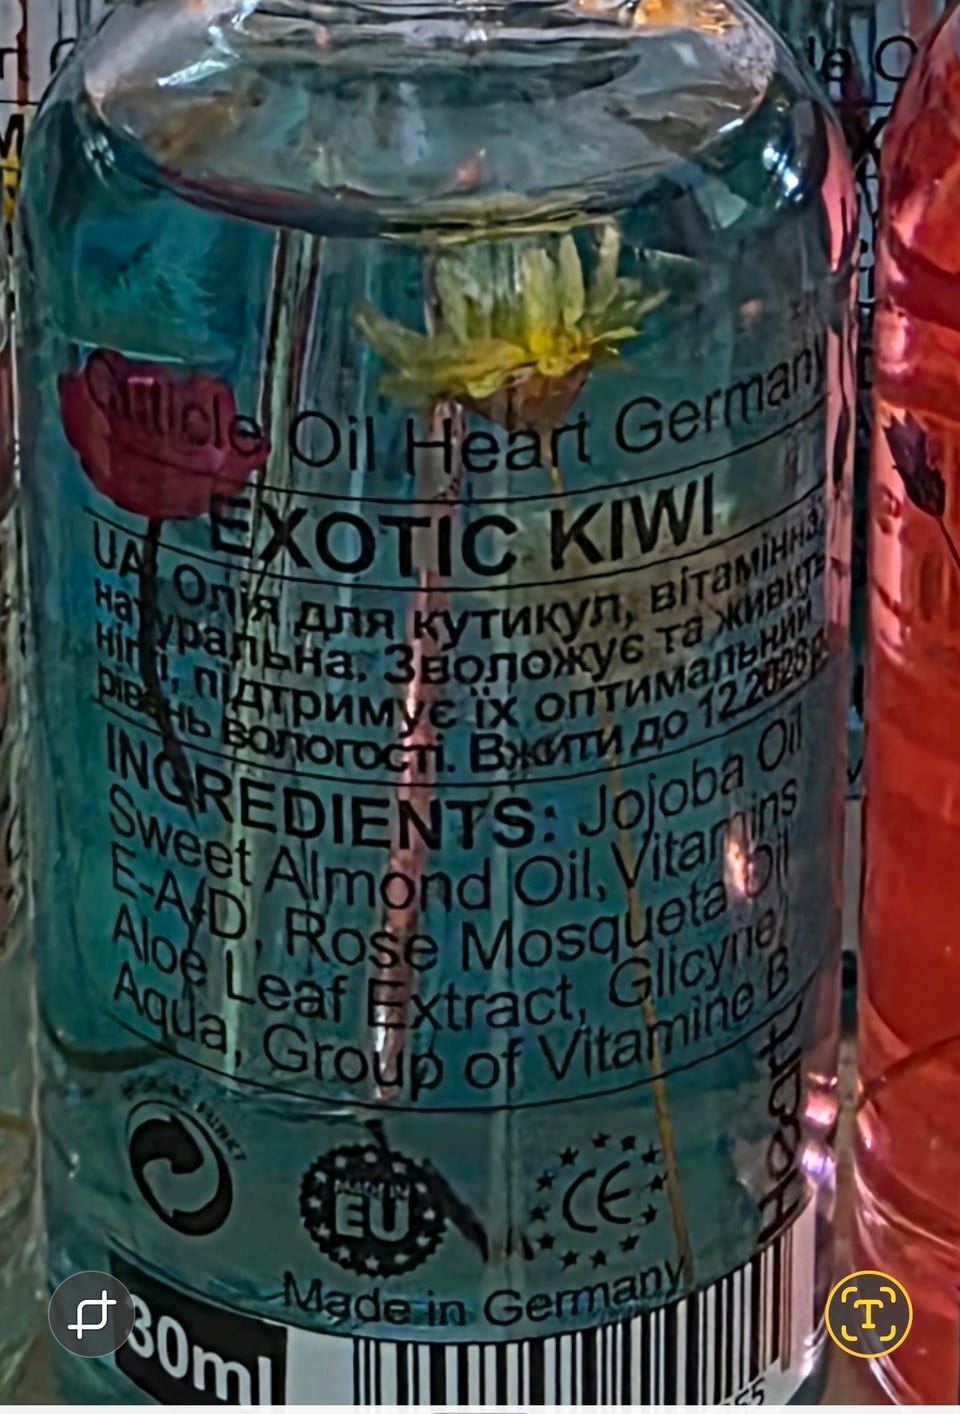 Cuticle Oil Heart Germany
EXOTIC KIWI
UA Олія для кутикул, вітамінна,
натуральна. Зволожує та живить
нігті, підтримує їх оптимальний
рівень вологості. Вжити до 12.2028р.
INGREDIENTS: Jojoba Oil
Sweet Almond Oil, Vitamins
E-A-D, Rose Mosqueta Oil
Aloe Leaf Extract, Glicyne,
Aqua, Group of Vitamine B
MADE IN
EU
CE
Made in Germany
30ml